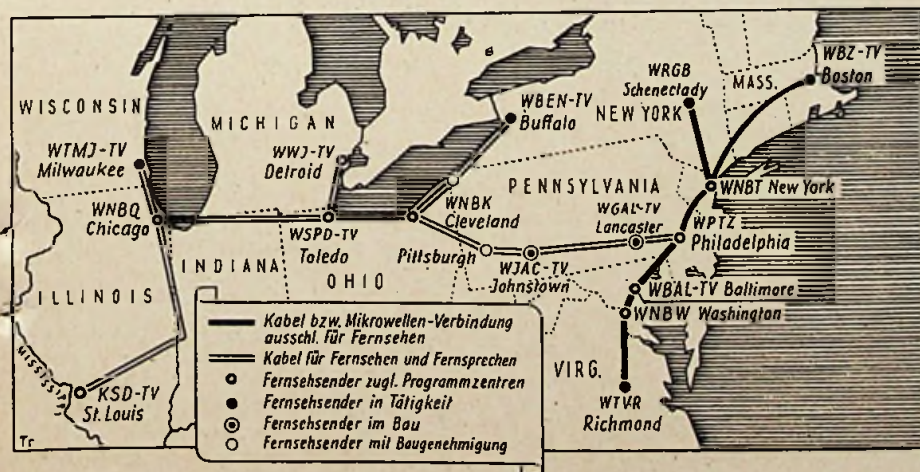 WISCONSIN
MICHIGAN
WTMJ-TV
Milwaukee
WWJ-TV
Detroid
WBEN-TV
Buffalo
WRGB
Schenectady
NEW YORK
MASS.
WBZ-TV
Boston
WNBQ
Chicago
WSPD-TV
Toledo
WNBK
Cleveland
PENNSYLVANIA
WGAL-TV
Lancaster
WNBT New York
WPTZ
Philadelphia
Pittsburgh
WJAC-TV
Johnstown
INDIANA
OHIO
ILLINOIS
WBAL-TV Baltimore
WNBW Washington
VIRG.
WTVR
Richmond
MISSISSIPPI
KSD-TV
St. Louis
Tr
Kabel bzw. Mikrowellen-Verbindung
ausschl. für Fernsehen
Kabel für Fernsehen und Fernsprechen
Fernsehsender zugl. Programmzentren
Fernsehsender in Tätigkeit
Fernsehsender im Bau
Fernsehsender mit Baugenehmigung